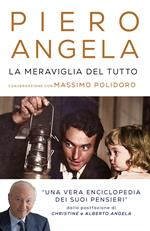 PIERO
ANGELA
LA MERAVIGLIA DEL TUTTO
CONVERSAZIONE CON MASSIMO POLIDORO
"UNA VERA ENCICLOPEDIA
DEI SUOI PENSIERI"
dalla postfazione di
CHRISTINE e ALBERTO ANGELA